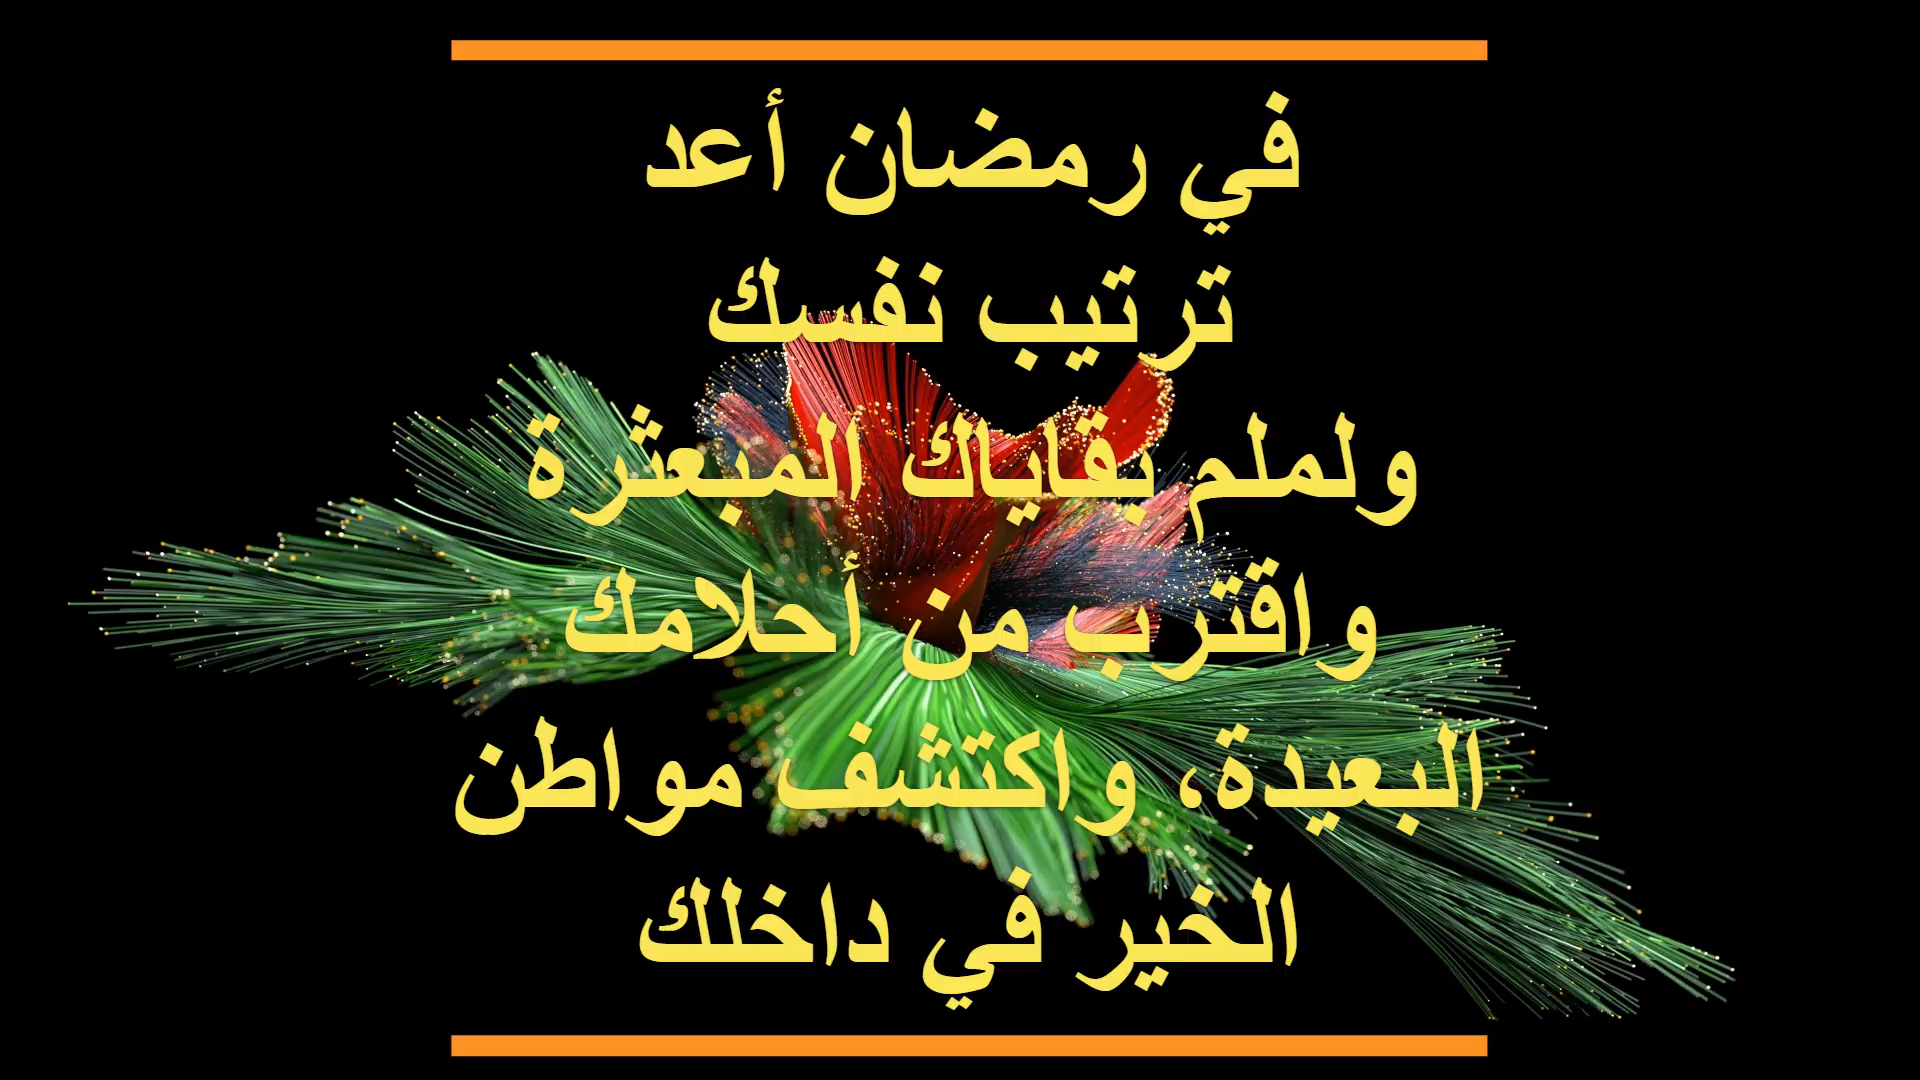 في رمضان أعد
ترتيب نفسك
ولملم بقاياك المبعثرة
واقترب من أحلامك
البعيدة، واكتشف مواطن
الخير في داخلك